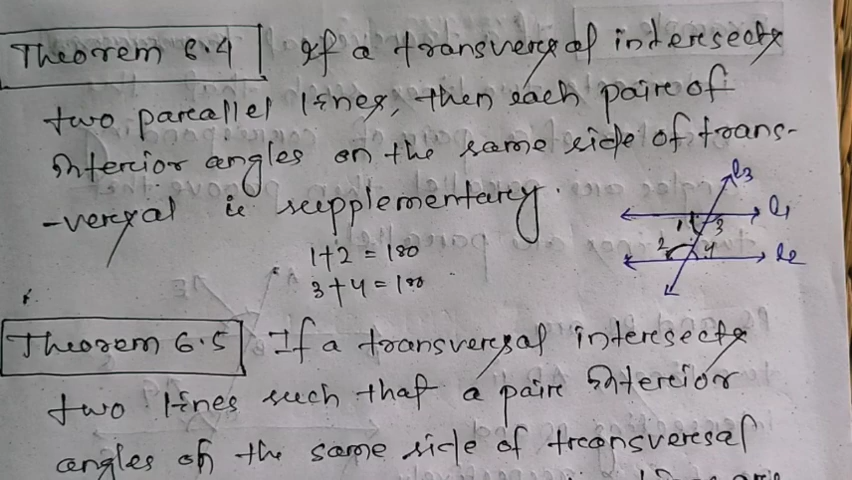 Theorem 6.4 If a transversal intersects
two parallel lines, then each pair of
interior angles on the same side of trans-
-versal is supplementary.
l3
l1
1 3
2 4
l2
1+2 = 180
3+4 = 180
Theorem 6.5 If a transversal intersects
two lines such that a pair interior
angles on the same side of transversal